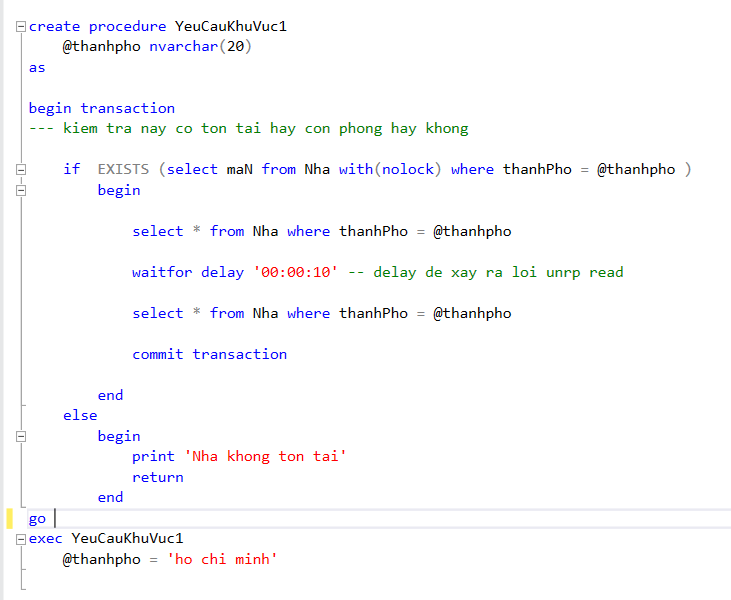 create procedure YeuCauKhuVuc1
    @thanhpho nvarchar(20)
as
begin transaction
--- kiem tra nay co ton tai hay con phong hay khong
    if  EXISTS (select maN from Nha with(nolock) where thanhPho = @thanhpho )
        begin
            select * from Nha where thanhPho = @thanhpho
            waitfor delay '00:00:10' -- delay de xay ra loi unrp read
            select * from Nha where thanhPho = @thanhpho
            commit transaction
        end
    else
        begin
            print 'Nha khong ton tai'
            return
        end
go
exec YeuCauKhuVuc1
    @thanhpho = 'ho chi minh'